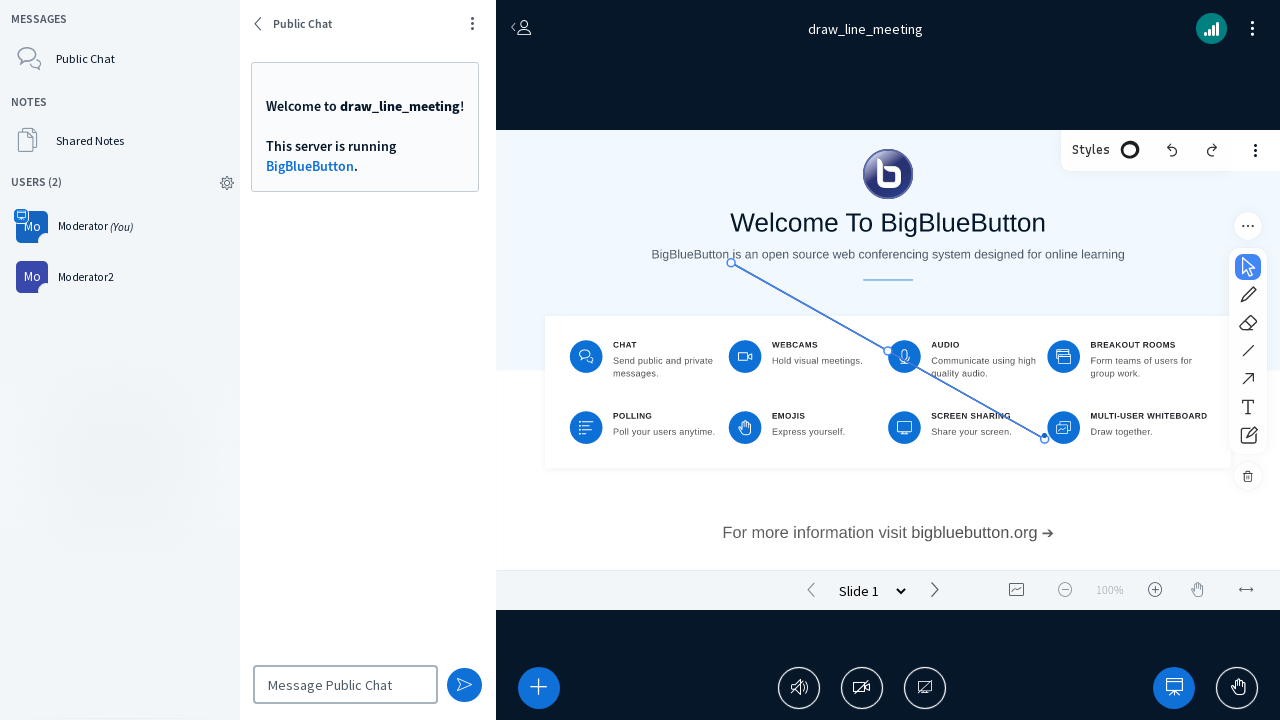 MESSAGES
Public Chat
NOTES
Shared Notes
USERS (2)
Mo
Moderator (You)
Mo
Moderator2
Public Chat
Welcome to draw_line_meeting!
This server is running
BigBlueButton.
Message Public Chat
draw_line_meeting
Styles
Welcome To BigBlueButton
BigBlueButton is an open source web conferencing system designed for online learning
CHAT
Send public and private
messages.
WEBCAMS
Hold visual meetings.
AUDIO
Communicate using high
quality audio.
BREAKOUT ROOMS
Form teams of users for
group work.
POLLING
Poll your users anytime.
EMOJIS
Express yourself.
SCREEN SHARING
Share your screen.
MULTI-USER WHITEBOARD
Draw together.
For more information visit bigbluebutton.org →
Slide 1
100%